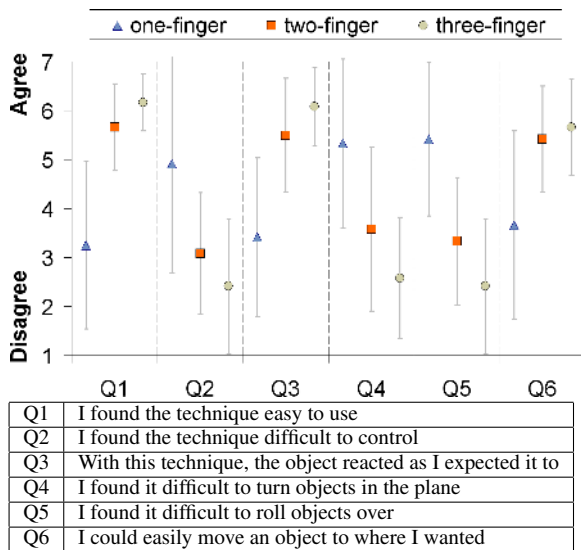 one-finger two-finger three-finger
Agree
Disagree
7
6
5
4
3
2
1
Q1 Q2 Q3 Q4 Q5 Q6
Q1 I found the technique easy to use
Q2 I found the technique difficult to control
Q3 With this technique, the object reacted as I expected it to
Q4 I found it difficult to turn objects in the plane
Q5 I found it difficult to roll objects over
Q6 I could easily move an object to where I wanted